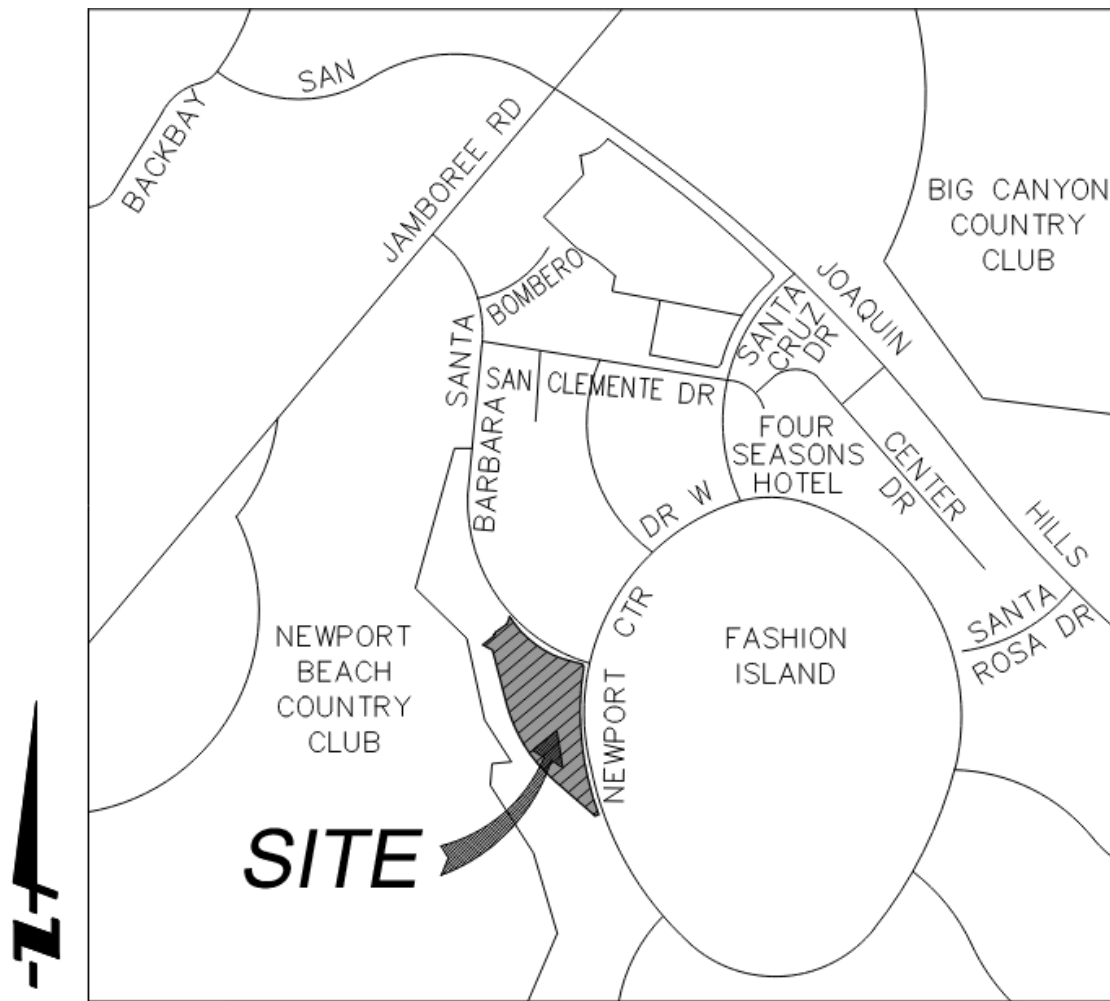 SAN
BACKBAY
JAMBOREE RD
BIG CANYON
COUNTRY
CLUB
JOAQUIN
BOMBERO
SANTA
CRUZ
DR
SANTA
BARBARA
SAN CLEMENTE DR
FOUR
SEASONS
HOTEL
CENTER
DR
HILLS
DR W
CTR
NEWPORT
SANTA
ROSA DR
NEWPORT
BEACH
COUNTRY
CLUB
FASHION
ISLAND
SITE
N